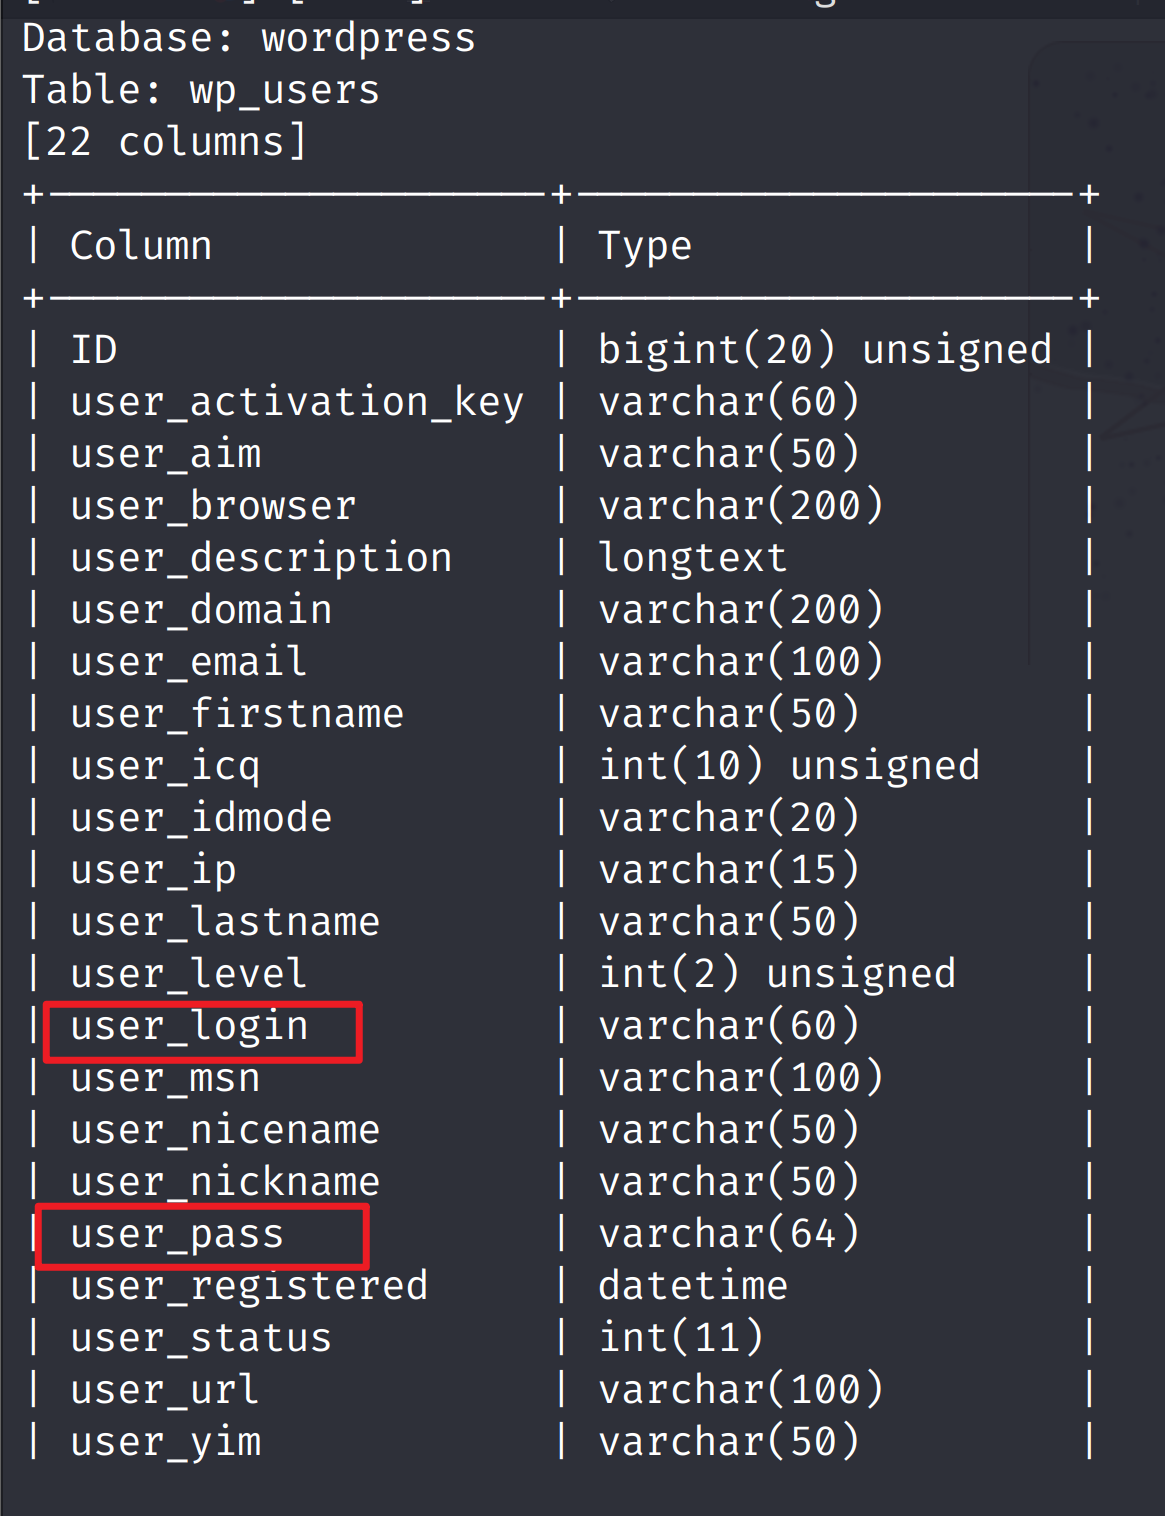 Database: wordpress
Table: wp_users
[22 columns]
+---------------------+---------------------+
| Column              | Type                |
+---------------------+---------------------+
| ID                  | bigint(20) unsigned |
| user_activation_key | varchar(60)         |
| user_aim            | varchar(50)         |
| user_browser        | varchar(200)        |
| user_description    | longtext            |
| user_domain         | varchar(200)        |
| user_email          | varchar(100)        |
| user_firstname      | varchar(50)         |
| user_icq            | int(10) unsigned    |
| user_idmode         | varchar(20)         |
| user_ip             | varchar(15)         |
| user_lastname       | varchar(50)         |
| user_level          | int(2) unsigned     |
| user_login          | varchar(60)         |
| user_msn            | varchar(100)        |
| user_nicename       | varchar(50)         |
| user_nickname       | varchar(50)         |
| user_pass           | varchar(64)         |
| user_registered     | datetime            |
| user_status         | int(11)             |
| user_url            | varchar(100)        |
| user_yim            | varchar(50)         |